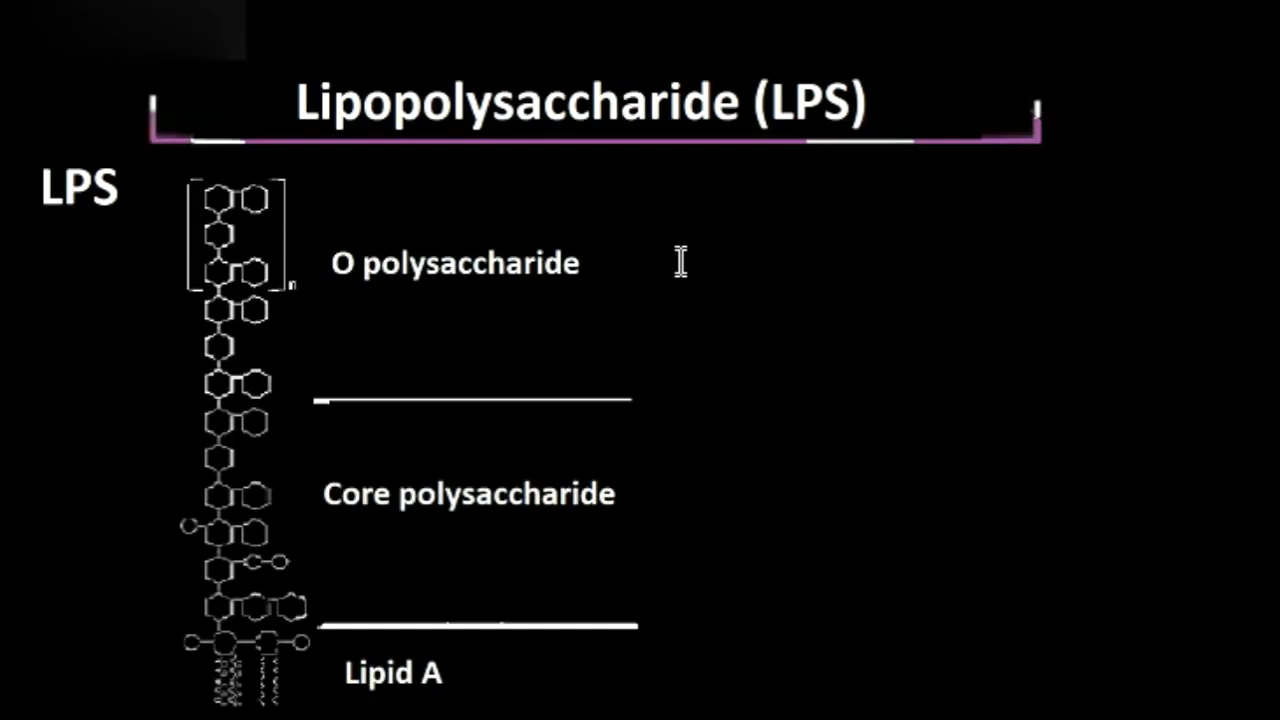 Lipopolysaccharide (LPS)
LPS
O polysaccharide
n
Core polysaccharide
Lipid A